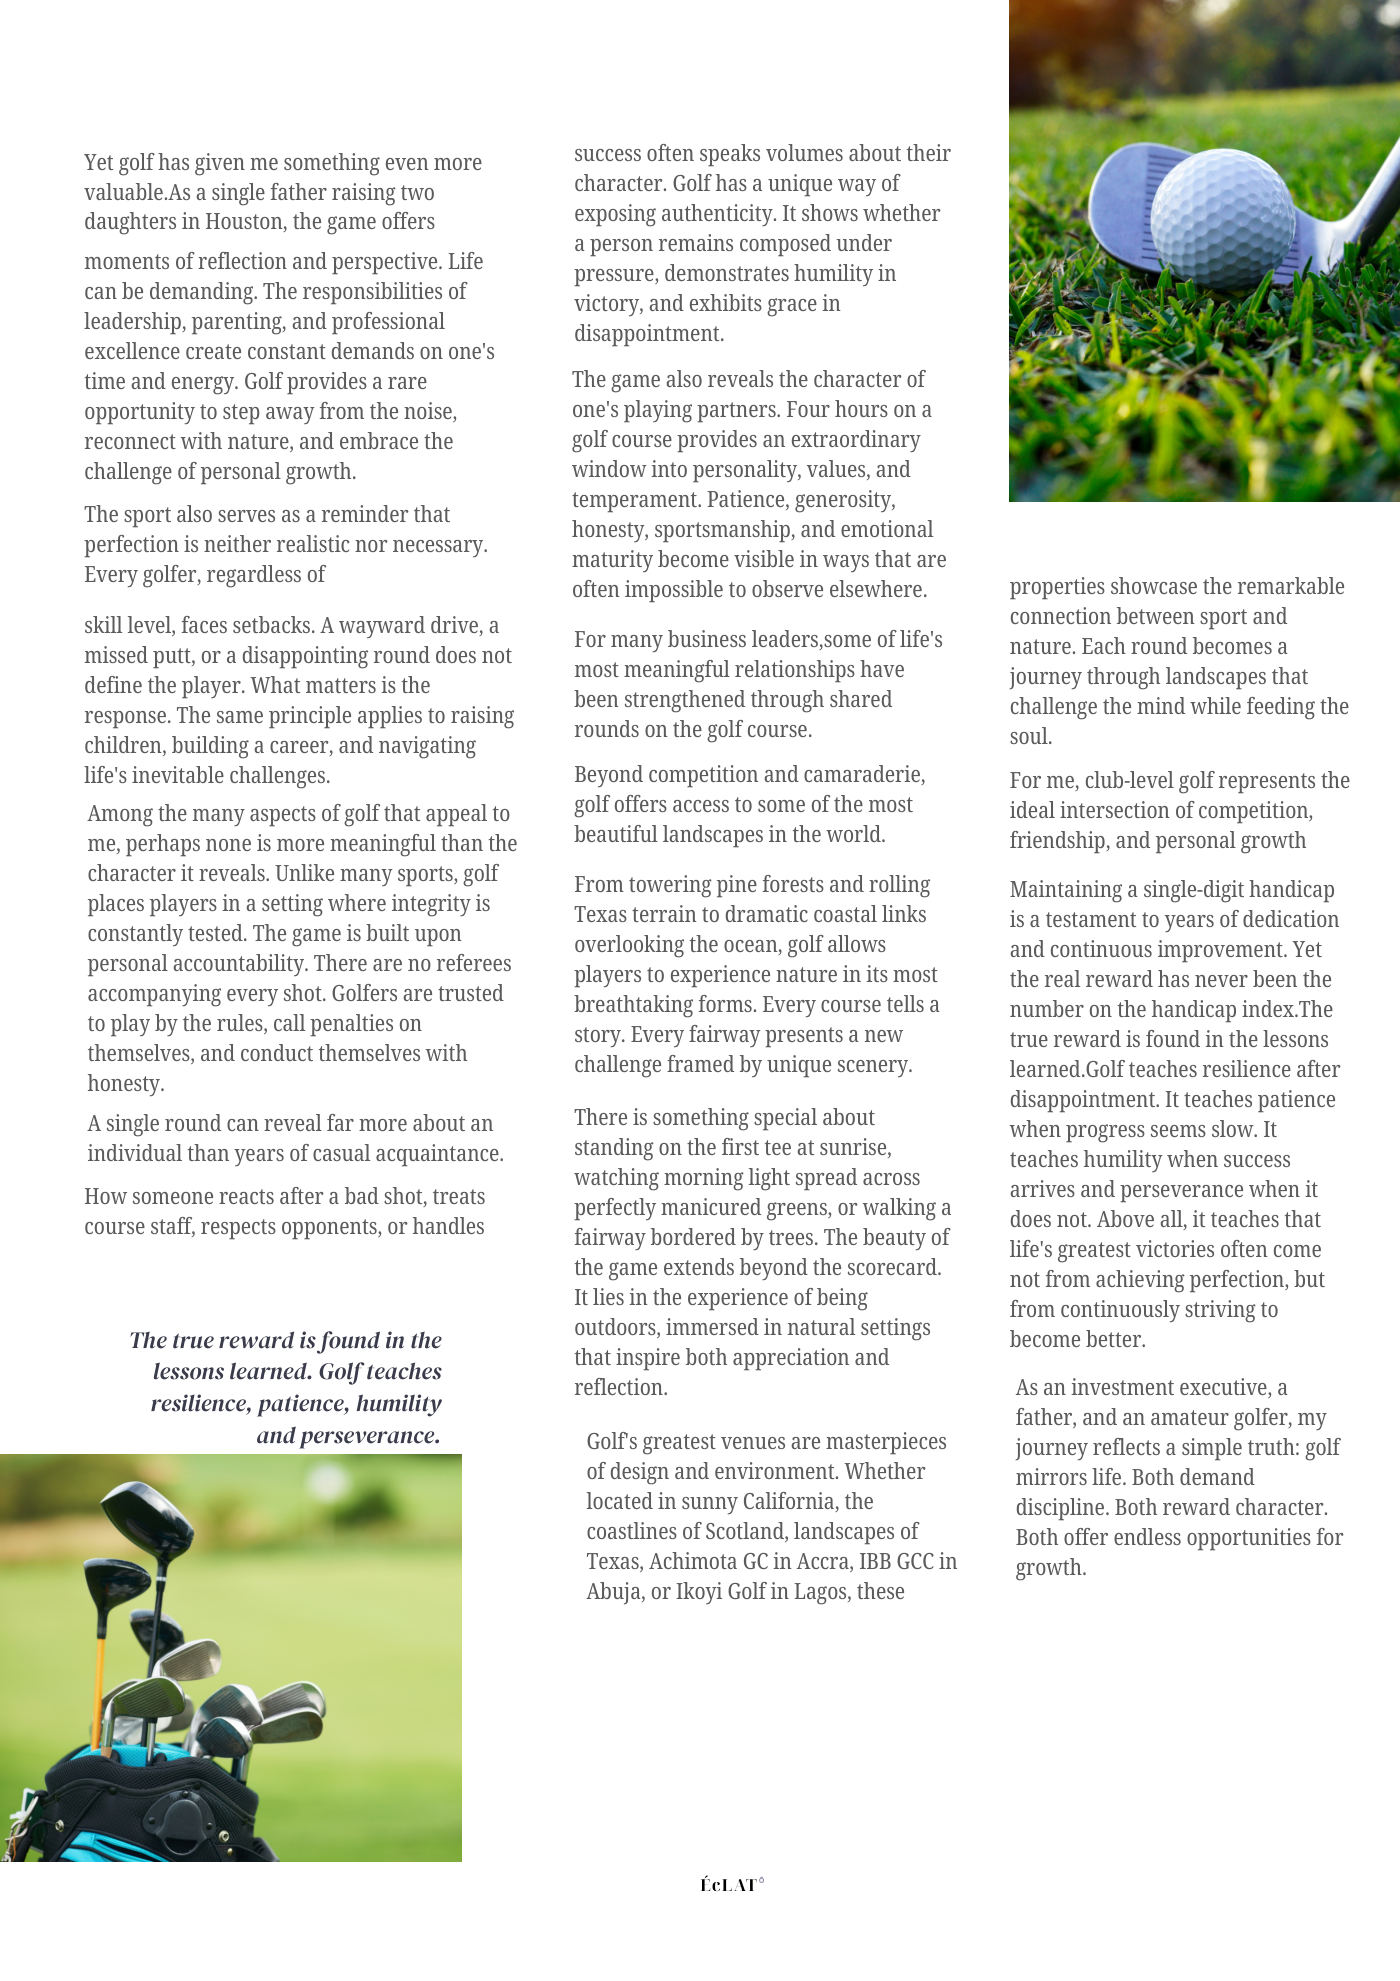 Yet golf has given me something even more
valuable.As a single father raising two
daughters in Houston, the game offers
moments of reflection and perspective. Life
can be demanding. The responsibilities of
leadership, parenting, and professional
excellence create constant demands on one's
time and energy. Golf provides a rare
opportunity to step away from the noise,
reconnect with nature, and embrace the
challenge of personal growth.
The sport also serves as a reminder that
perfection is neither realistic nor necessary.
Every golfer, regardless of
skill level, faces setbacks. A wayward drive, a
missed putt, or a disappointing round does not
define the player. What matters is the
response. The same principle applies to raising
children, building a career, and navigating
life's inevitable challenges.
Among the many aspects of golf that appeal to
me, perhaps none is more meaningful than the
character it reveals. Unlike many sports, golf
places players in a setting where integrity is
constantly tested. The game is built upon
personal accountability. There are no referees
accompanying every shot. Golfers are trusted
to play by the rules, call penalties on
themselves, and conduct themselves with
honesty.
A single round can reveal far more about an
individual than years of casual acquaintance.
How someone reacts after a bad shot, treats
course staff, respects opponents, or handles
The true reward is found in the
lessons learned. Golf teaches
resilience, patience, humility
and perseverance.
success often speaks volumes about their
character. Golf has a unique way of
exposing authenticity. It shows whether
a person remains composed under
pressure, demonstrates humility in
victory, and exhibits grace in
disappointment.
The game also reveals the character of
one's playing partners. Four hours on a
golf course provides an extraordinary
window into personality, values, and
temperament. Patience, generosity,
honesty, sportsmanship, and emotional
maturity become visible in ways that are
often impossible to observe elsewhere.
For many business leaders,some of life's
most meaningful relationships have
been strengthened through shared
rounds on the golf course.
Beyond competition and camaraderie,
golf offers access to some of the most
beautiful landscapes in the world.
From towering pine forests and rolling
Texas terrain to dramatic coastal links
overlooking the ocean, golf allows
players to experience nature in its most
breathtaking forms. Every course tells a
story. Every fairway presents a new
challenge framed by unique scenery.
There is something special about
standing on the first tee at sunrise,
watching morning light spread across
perfectly manicured greens, or walking a
fairway bordered by trees. The beauty of
the game extends beyond the scorecard.
It lies in the experience of being
outdoors, immersed in natural settings
that inspire both appreciation and
reflection.
Golf's greatest venues are masterpieces
of design and environment. Whether
located in sunny California, the
coastlines of Scotland, landscapes of
Texas, Achimota GC in Accra, IBB GCC in
Abuja, or Ikoyi Golf in Lagos, these
properties showcase the remarkable
connection between sport and
nature. Each round becomes a
journey through landscapes that
challenge the mind while feeding the
soul.
For me, club-level golf represents the
ideal intersection of competition,
friendship, and personal growth
Maintaining a single-digit handicap
is a testament to years of dedication
and continuous improvement. Yet
the real reward has never been the
number on the handicap index.The
true reward is found in the lessons
learned.Golf teaches resilience after
disappointment. It teaches patience
when progress seems slow. It
teaches humility when success
arrives and perseverance when it
does not. Above all, it teaches that
life's greatest victories often come
not from achieving perfection, but
from continuously striving to
become better.
As an investment executive, a
father, and an amateur golfer, my
journey reflects a simple truth: golf
mirrors life. Both demand
discipline. Both reward character.
Both offer endless opportunities for
growth.
ÉcLAT